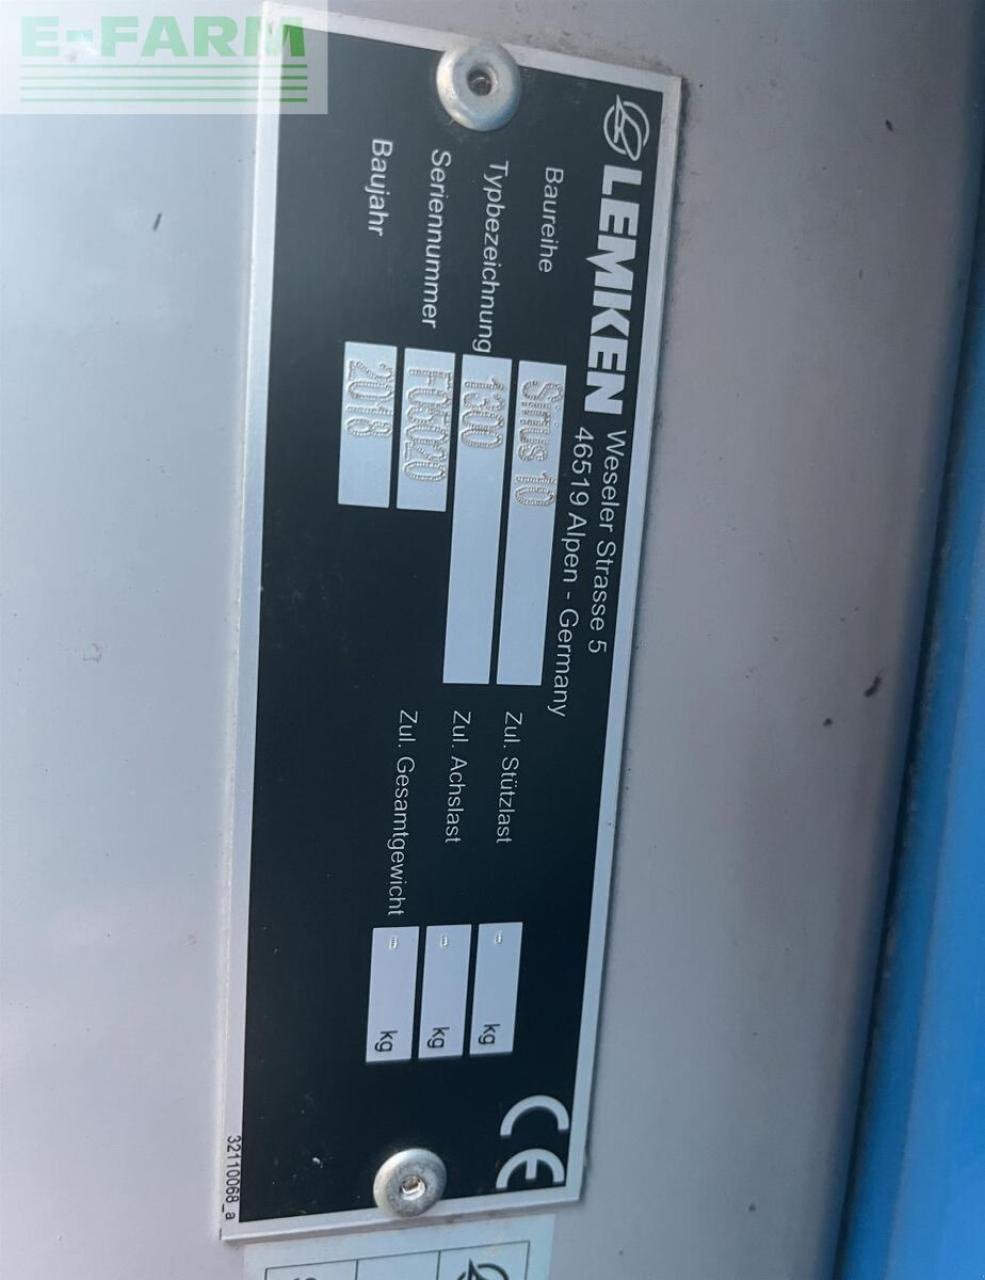 E-FARM
LEMKEN Weseler Strasse 5
46519 Alpen - Germany
Baureihe Sirius 10
Typbezeichnung 1300
Seriennummer F05020
Baujahr 2018
Zul. Stützlast - kg
Zul. Achslast - kg
Zul. Gesamtgewicht - kg
CE
32110068_a